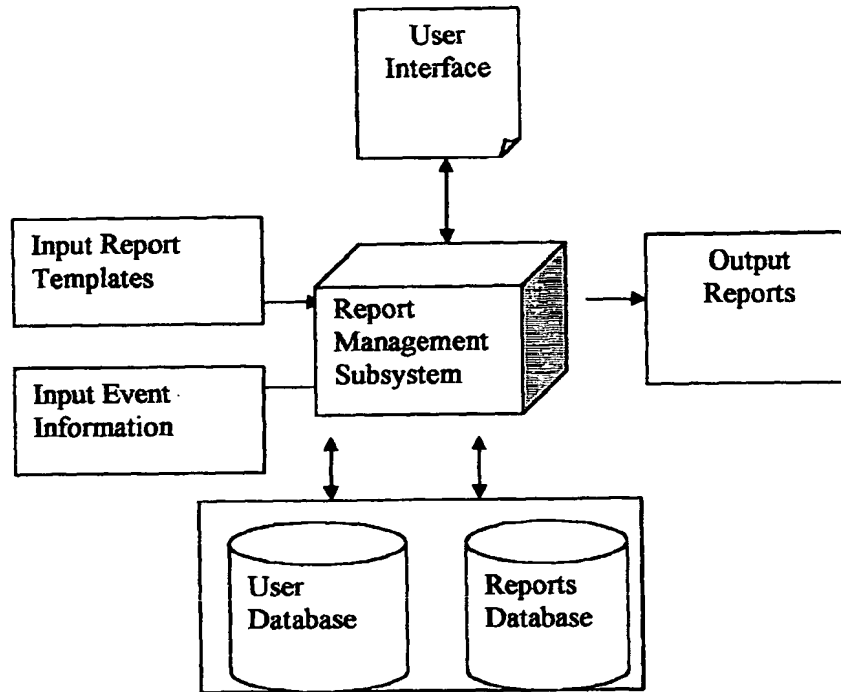 User
Interface
Input Report
Templates
Output
Reports
Report
Management
Subsystem
Input Event
Information
User
Database
Reports
Database